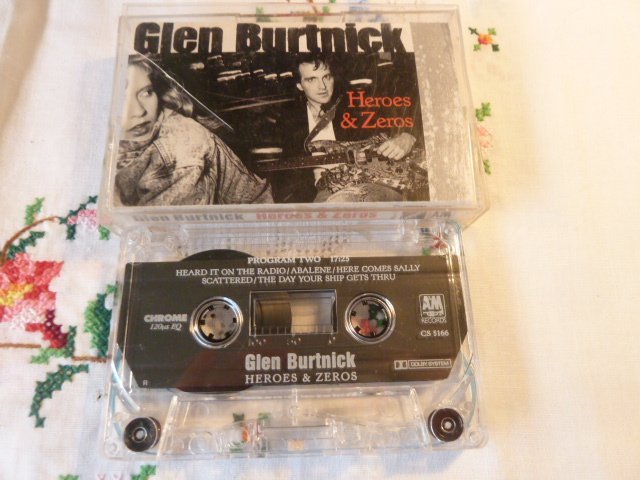 Glen Burtnick
Heroes
& Zeros
Glen Burtnick Heroes & Zeros
PROGRAM TWO 17:25
HEARD IT ON THE RADIO/ABALENE/HERE COMES SALLY
SCATTERED/THE DAY YOUR SHIP GETS THRU
CHROME
120µs EQ
A&M
RECORDS
CS 5166
Glen Burtnick
DOLBY SYSTEM
HEROES & ZEROS
R